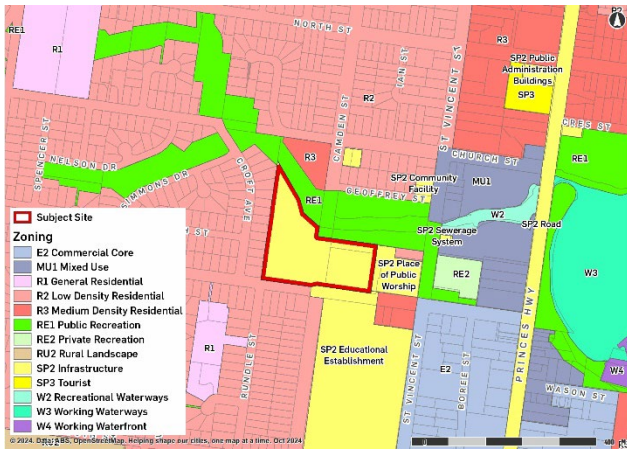 NORTH ST
RE1
R1
R3
R2
SP2 Public
Administration
Buildings
SP3
IAN ST
R2
ST VINCENT ST
CAMDEN ST
CRES ST
SPENCER ST
NELSON DR
SIMMONS DR
CROFT AVE
R3
CHURCH ST
RE1
MU1
SP2 Community
Facility
GEOFFREY ST
RE1
W2
SP2 Sewerage
System
SP2 Road
SP2 Place
of Public
Worship
RE2
W3
W4
PRINCES HWY
R1
RUNDLE ST
SP2 Educational
Establishment
ST VINCENT ST
E2
BOREE ST
WASON ST
Subject Site
Zoning
E2 Commercial Core
MU1 Mixed Use
R1 General Residential
R2 Low Density Residential
R3 Medium Density Residential
RE1 Public Recreation
RE2 Private Recreation
RU2 Rural Landscape
SP2 Infrastructure
SP3 Tourist
W2 Recreational Waterways
W3 Working Waterways
W4 Working Waterfront
© 2024. Data: ABS, OpenStreetMap. Helping shape our cities, one map at a time. Oct 2024